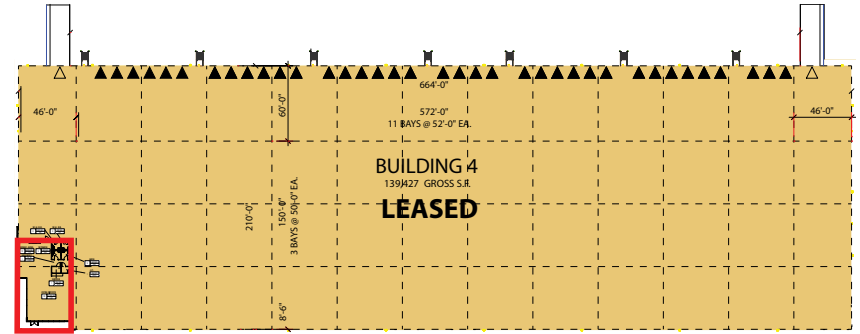 664'-0"
46'-0"
60'-0"
572'-0"
46'-0"
11 BAYS @ 52'-0" EA.
BUILDING 4
139,427 GROSS S.F.
LEASED
210'-0"
150'-0"
3 BAYS @ 50'-0" EA.
8'-6"